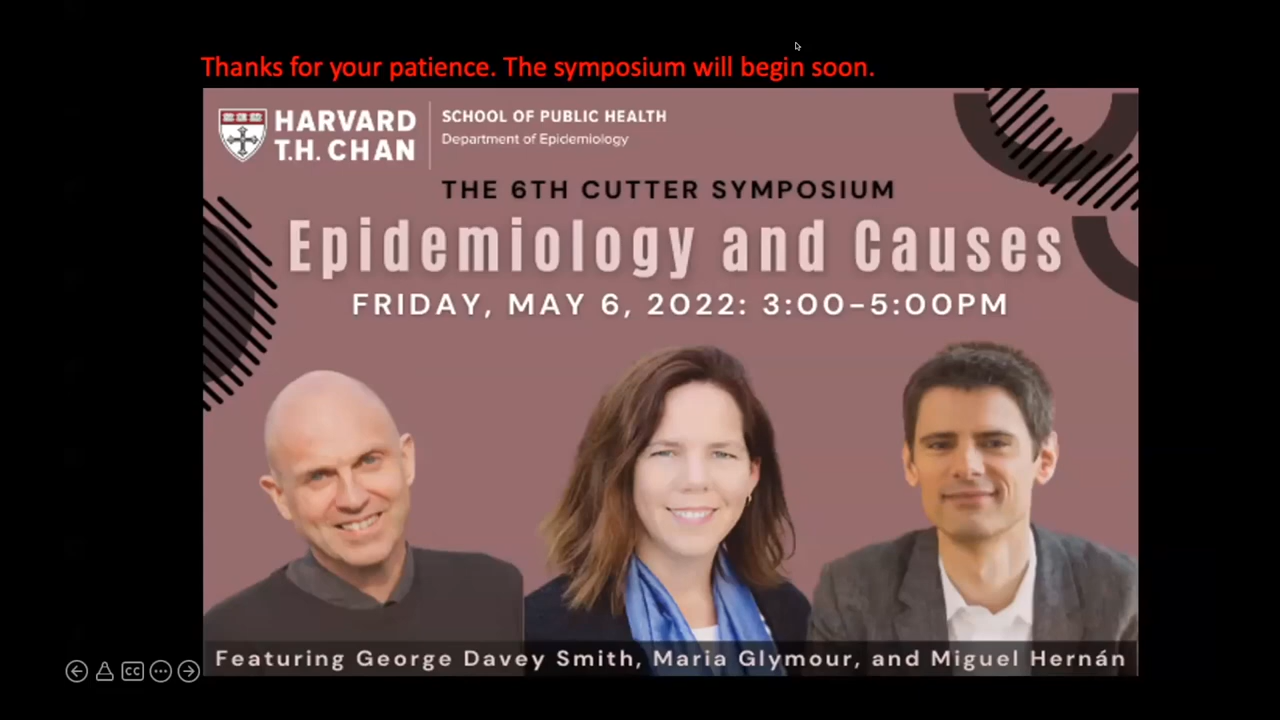 Thanks for your patience. The symposium will begin soon.
HARVARD
T.H. CHAN
SCHOOL OF PUBLIC HEALTH
Department of Epidemiology
THE 6TH CUTTER SYMPOSIUM
Epidemiology and Causes
FRIDAY, MAY 6, 2022: 3:00-5:00PM
Featuring George Davey Smith, Maria Glymour, and Miguel Hernán
CC